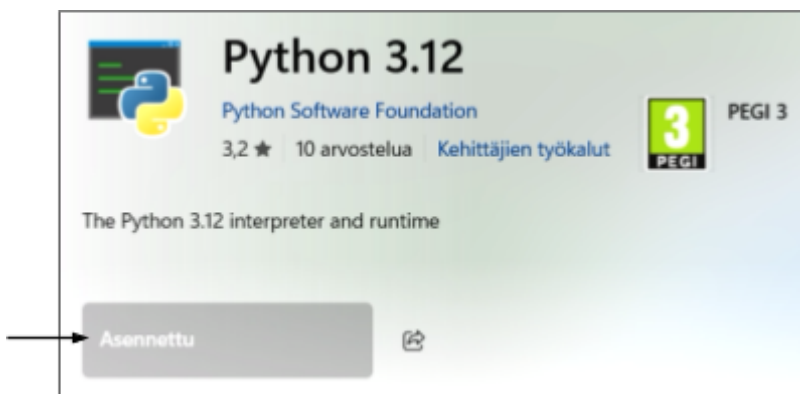 Python 3.12
Python Software Foundation
3,2 ★ 10 arvostelua Kehittäjien työkalut
3
PEGI
PEGI 3
The Python 3.12 interpreter and runtime
Asennettu